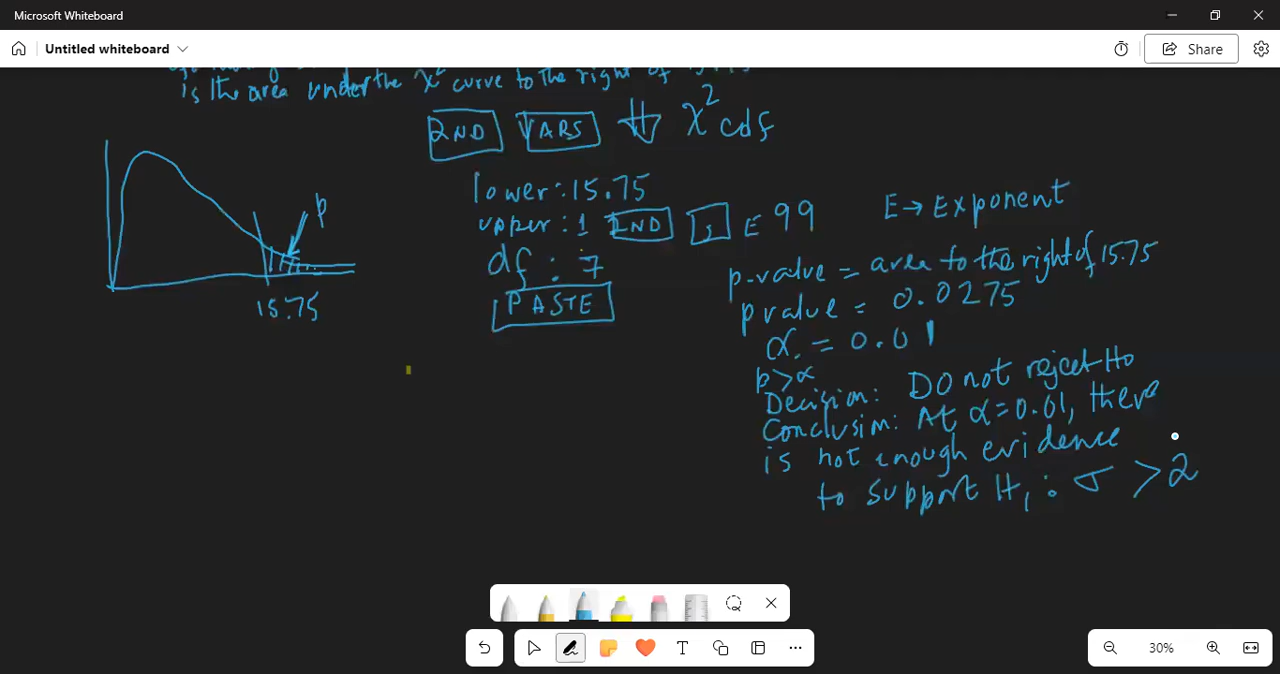 Microsoft Whiteboard
Untitled whiteboard
Share
is the area under the χ² curve to the right of
2ND VARS χ²cdf
lower: 15.75
upper: 1 2ND , E 99
df: 7
PASTE
p
15.75
E → Exponent
p-value = area to the right of 15.75
p value = 0.0275
α = 0.01
p > α
Decision: Do not reject Ho
Conclusion: At α = 0.01, there
is not enough evidence
to support H₁: σ > 2
30%